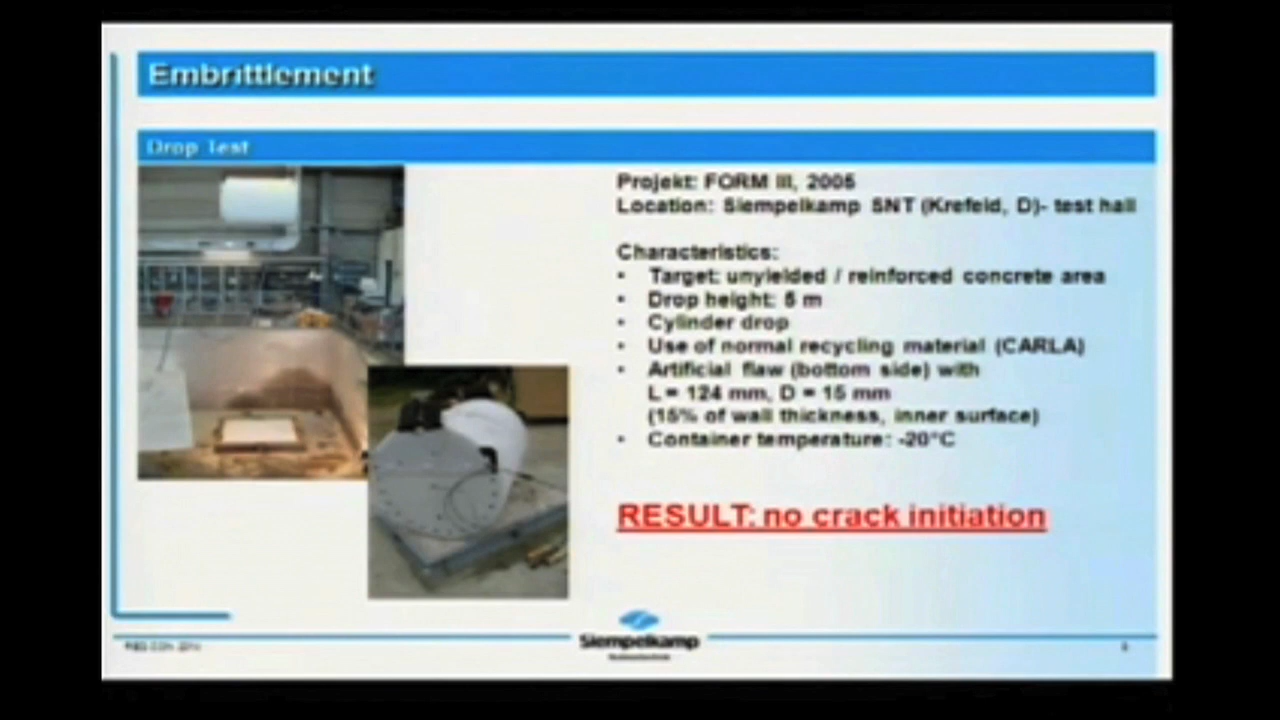 Embrittlement
Drop Test
Projekt: FORM III, 2005
Location: Siempelkamp SNT (Krefeld, D)- test hall
Characteristics:
• Target: unyielded / reinforced concrete area
• Drop height: 5 m
• Cylinder drop
• Use of normal recycling material (CARLA)
• Artificial flaw (bottom side) with
L = 124 mm, D = 15 mm
(15% of wall thickness, inner surface)
• Container temperature: -20°C
RESULT: no crack initiation
Siempelkamp